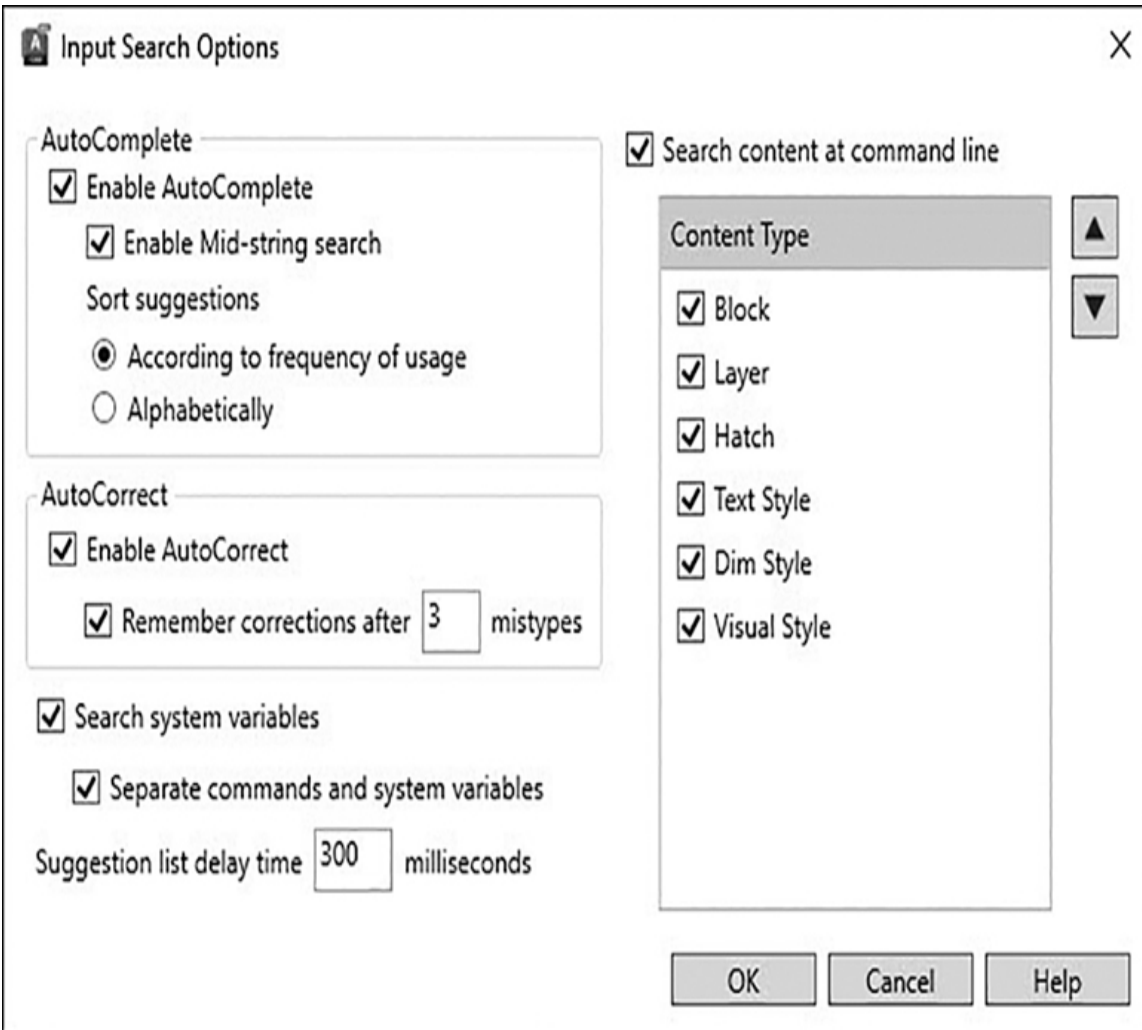 Input Search Options
X
AutoComplete
Enable AutoComplete
Enable Mid-string search
Sort suggestions
According to frequency of usage
Alphabetically
AutoCorrect
Enable AutoCorrect
Remember corrections after 3 mistypes
Search system variables
Separate commands and system variables
Suggestion list delay time 300 milliseconds
Search content at command line
Content Type
Block
Layer
Hatch
Text Style
Dim Style
Visual Style
OK Cancel Help